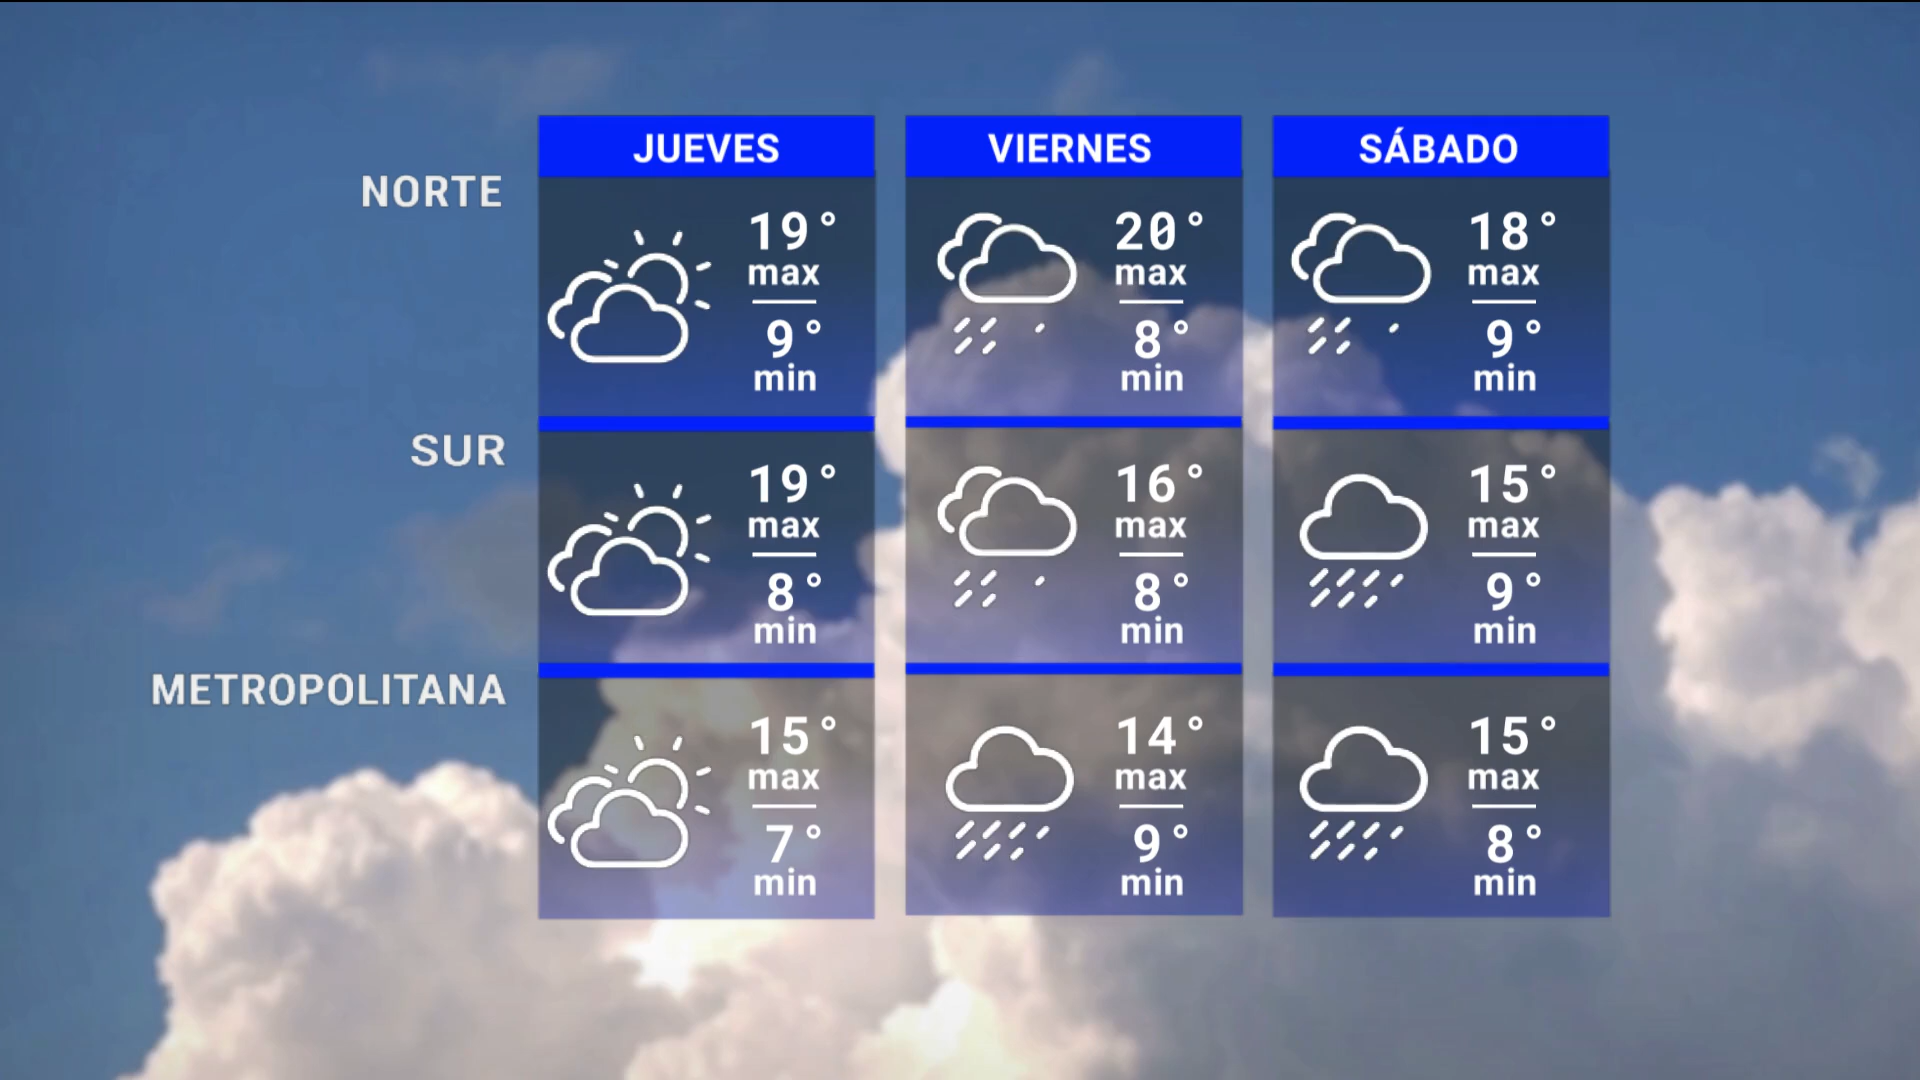 JUEVES VIERNES SÁBADO
NORTE
19° 20° 18°
max max max
9° 8° 9°
min min min
SUR
19° 16° 15°
max max max
8° 8° 9°
min min min
METROPOLITANA
15° 14° 15°
max max max
7° 9° 8°
min min min